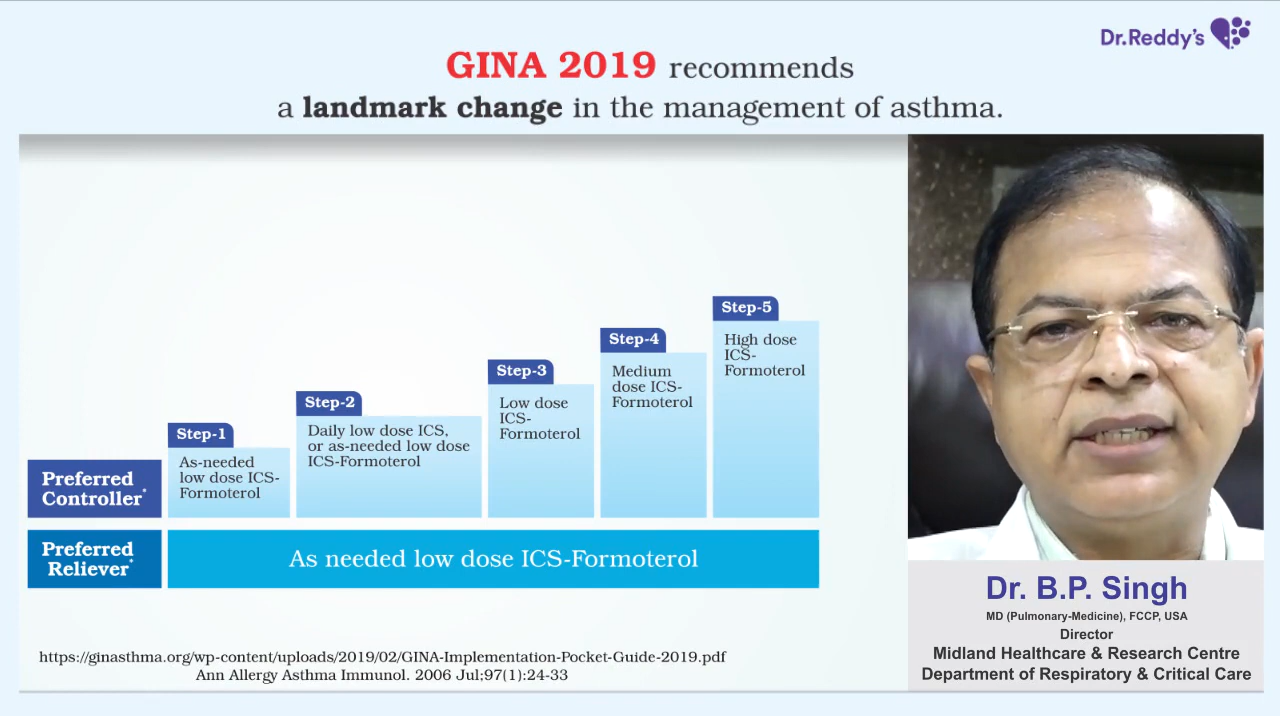 Dr.Reddy's
GINA 2019 recommends
a landmark change in the management of asthma.
Step-5
High dose
ICS-
Formoterol
Step-4
Medium
dose ICS-
Formoterol
Step-3
Low dose
ICS-
Formoterol
Step-2
Daily low dose ICS,
or as-needed low dose
ICS-Formoterol
Step-1
As-needed
low dose ICS-
Formoterol
Preferred
Controller*
Preferred
Reliever*
As needed low dose ICS-Formoterol
https://ginasthma.org/wp-content/uploads/2019/02/GINA-Implementation-Pocket-Guide-2019.pdf
Ann Allergy Asthma Immunol. 2006 Jul;97(1):24-33
Dr. B.P. Singh
MD (Pulmonary-Medicine), FCCP, USA
Director
Midland Healthcare & Research Centre
Department of Respiratory & Critical Care